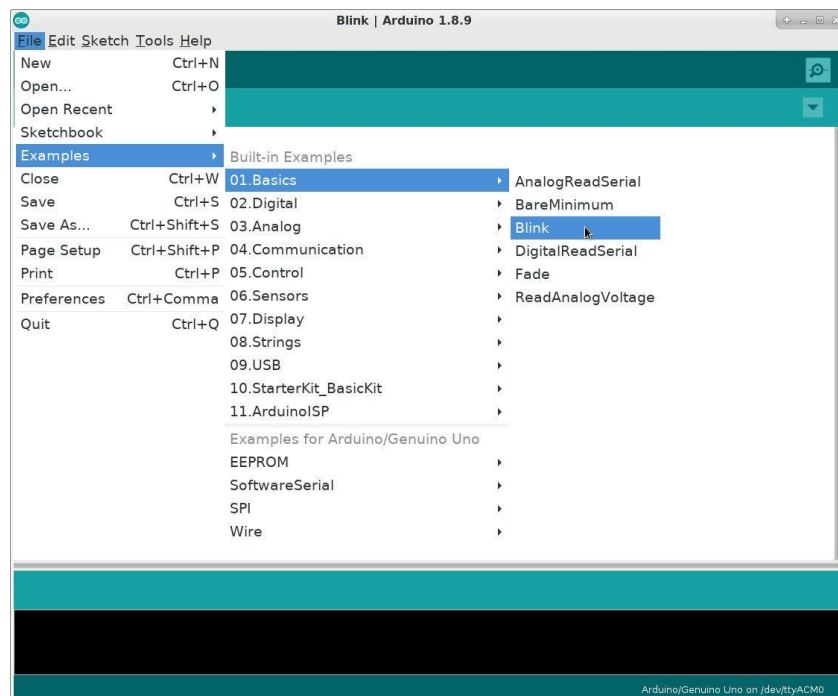 Blink | Arduino 1.8.9
File Edit Sketch Tools Help
New Ctrl+N
Open... Ctrl+O
Open Recent
Sketchbook
Examples
Close Ctrl+W
Save Ctrl+S
Save As... Ctrl+Shift+S
Page Setup Ctrl+Shift+P
Print Ctrl+P
Preferences Ctrl+Comma
Quit Ctrl+Q
Built-in Examples
01.Basics
02.Digital
03.Analog
04.Communication
05.Control
06.Sensors
07.Display
08.Strings
09.USB
10.StarterKit_BasicKit
11.ArduinoISP
Examples for Arduino/Genuino Uno
EEPROM
SoftwareSerial
SPI
Wire
AnalogReadSerial
BareMinimum
Blink
DigitalReadSerial
Fade
ReadAnalogVoltage
Arduino/Genuino Uno on /dev/ttyACM0